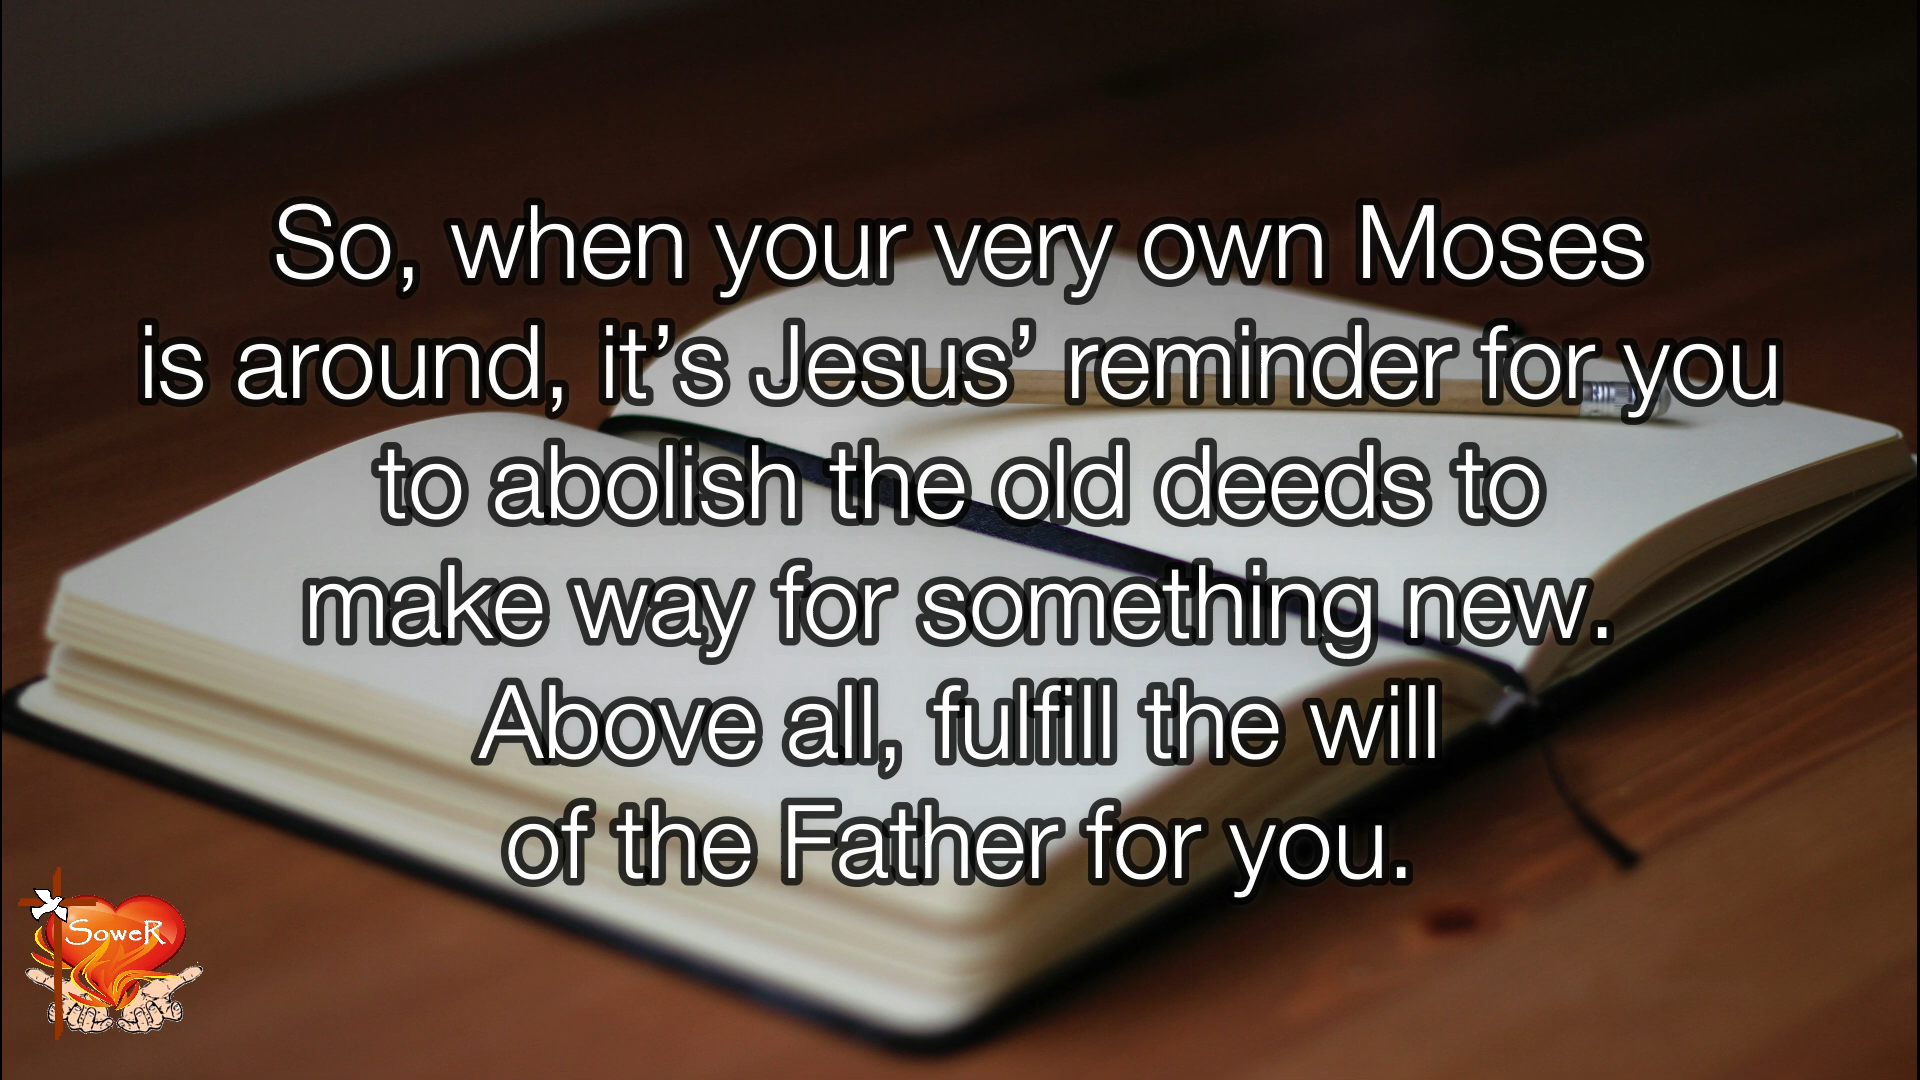 So, when your very own Moses
is around, it’s Jesus’ reminder for you
to abolish the old deeds to
make way for something new.
Above all, fulfill the will
of the Father for you.
SoweR